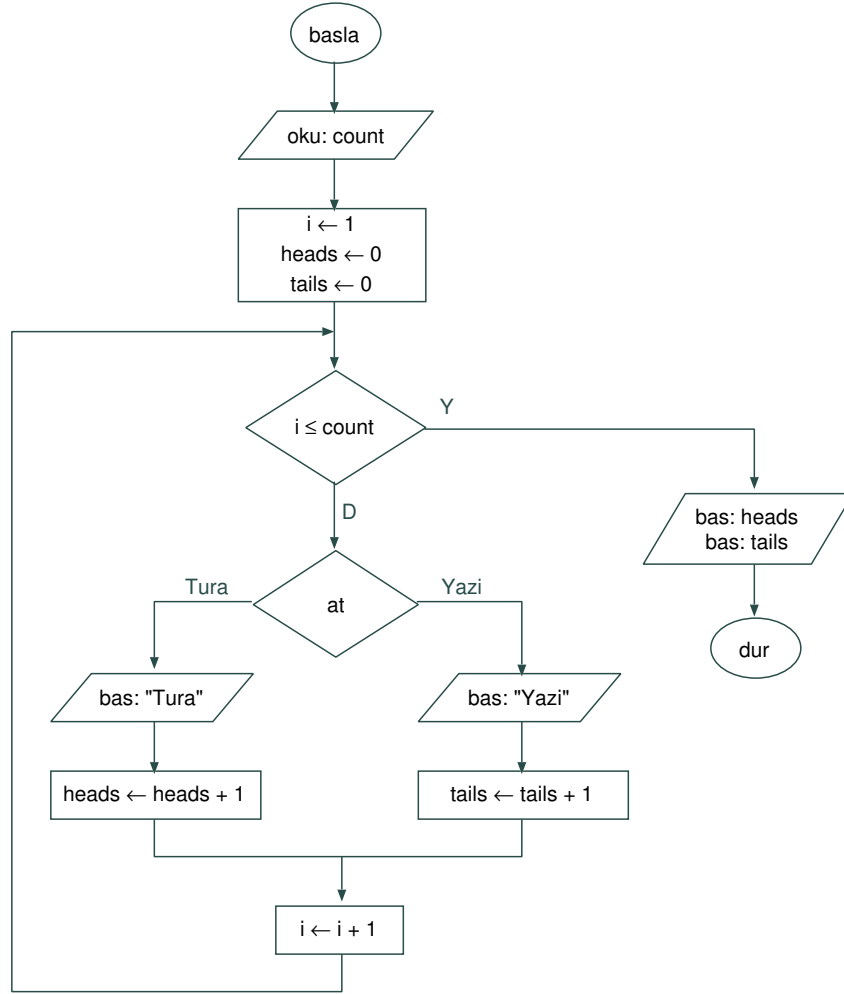 basla
oku: count
i ← 1
heads ← 0
tails ← 0
i ≤ count
Y
D
bas: heads
bas: tails
dur
at
Tura
Yazi
bas: "Tura"
bas: "Yazi"
heads ← heads + 1
tails ← tails + 1
i ← i + 1